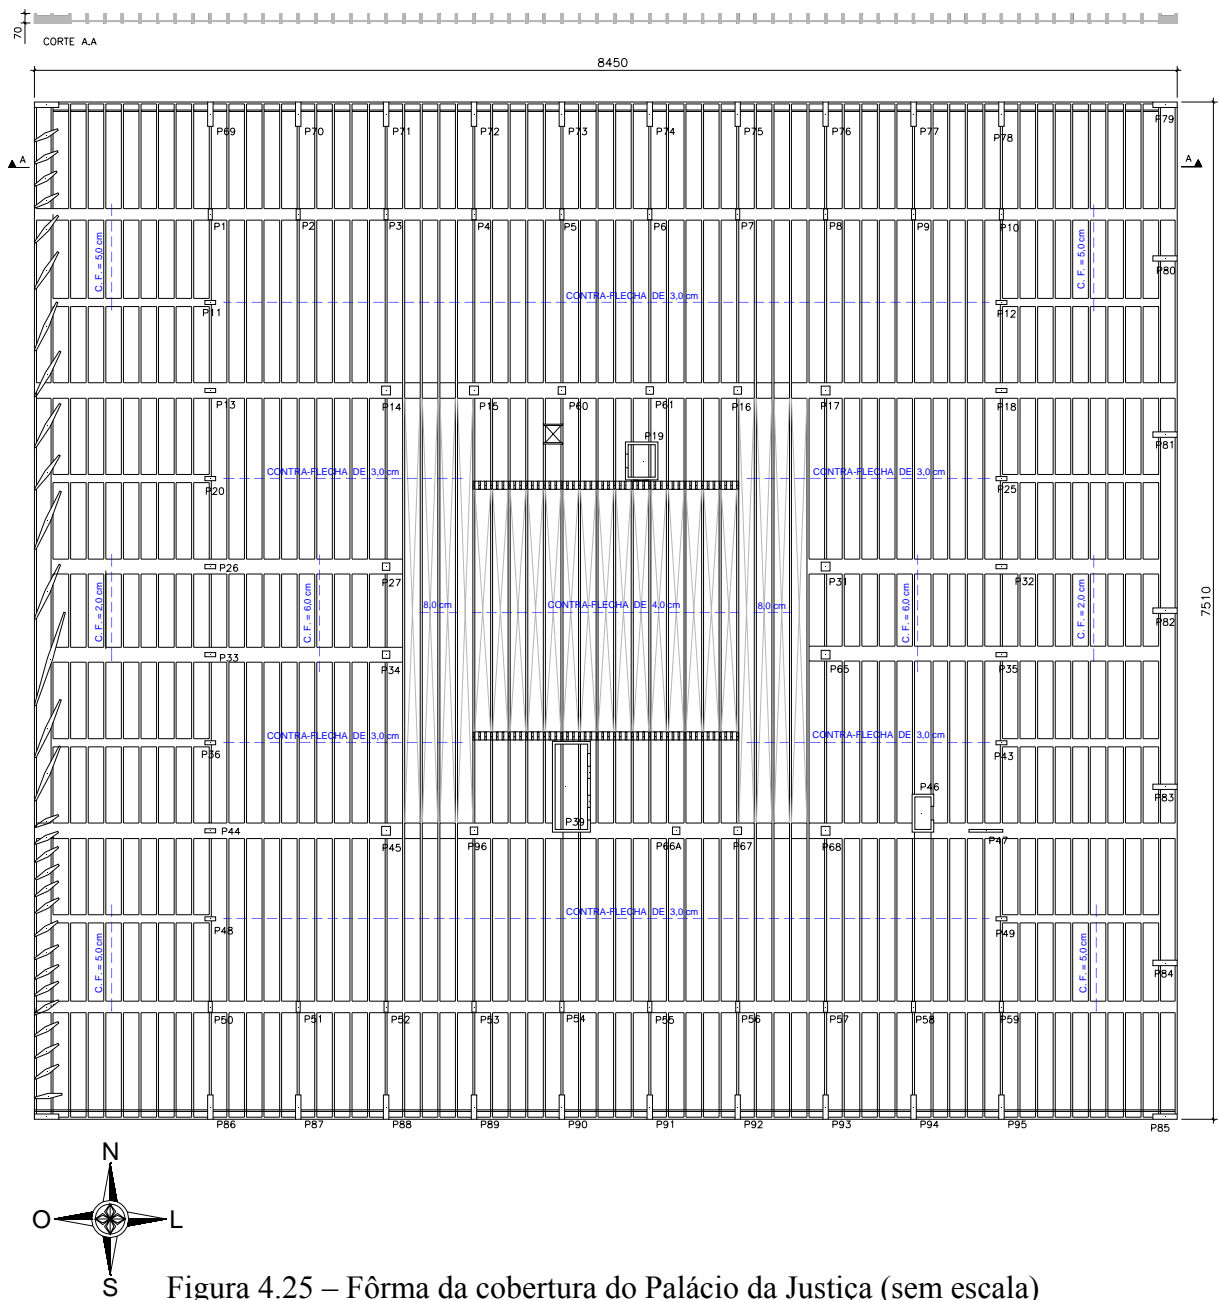 70
CORTE A.A
8450
P69 P70 P71 P72 P73 P74 P75 P76 P77 P78 P79
A A
P1 P2 P3 P4 P5 P6 P7 P8 P9 P10
C. F. = 5,0 cm C. F. = 5,0 cm
P80
CONTRA-FLECHA DE 3,0 cm
P11 P12
P13 P14 P15 P60 P61 P16 P17 P18
P19 P81
CONTRA-FLECHA DE 3,0 cm CONTRA-FLECHA DE 3,0 cm
P20 P25
P26 P27 P31 P32
C. F. = 2,0 cm C. F. = 6,0 cm 8,0 cm CONTRA-FLECHA DE 4,0 cm 8,0 cm C. F. = 6,0 cm C. F. = 2,0 cm
7510
P82
P33 P34 P65 P35
CONTRA-FLECHA DE 3,0 cm CONTRA-FLECHA DE 3,0 cm
P36 P43
P46 P83
P39
P44 P45 P96 P66A P67 P68 P47
CONTRA-FLECHA DE 3,0 cm
P48 P49
C. F. = 5,0 cm C. F. = 5,0 cm
P84
P50 P51 P52 P53 P54 P55 P56 P57 P58 P59
P86 P87 P88 P89 P90 P91 P92 P93 P94 P95 P85
N
O L
S
Figura 4.25 – Fôrma da cobertura do Palácio da Justiça (sem escala)